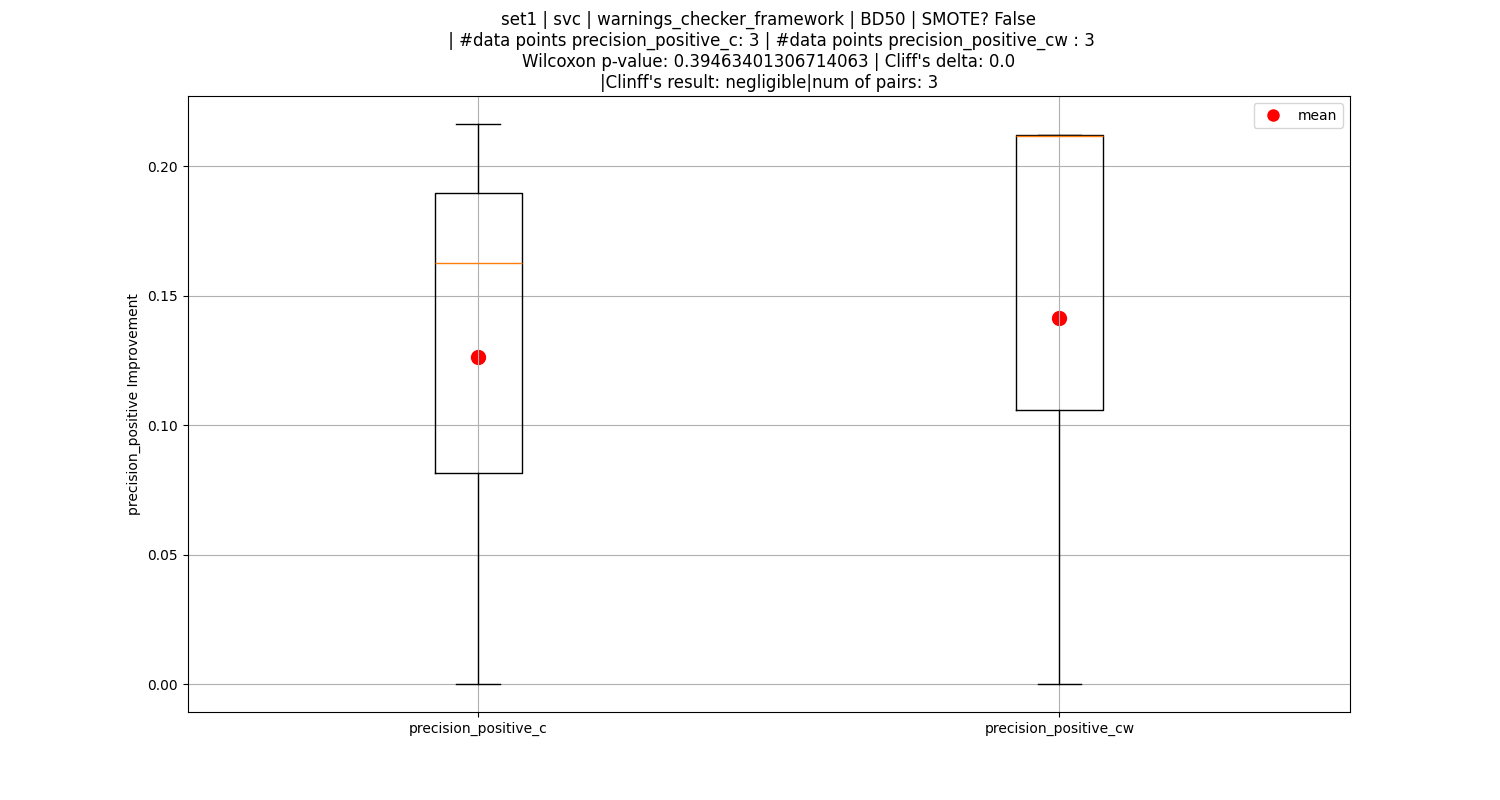 set1 | svc | warnings_checker_framework | BD50 | SMOTE? False
| #data points precision_positive_c: 3 | #data points precision_positive_cw : 3
Wilcoxon p-value: 0.39463401306714063 | Cliff's delta: 0.0
|Clinff's result: negligible|num of pairs: 3
mean
0.20
0.15
0.10
0.05
0.00
precision_positive Improvement
precision_positive_c
precision_positive_cw